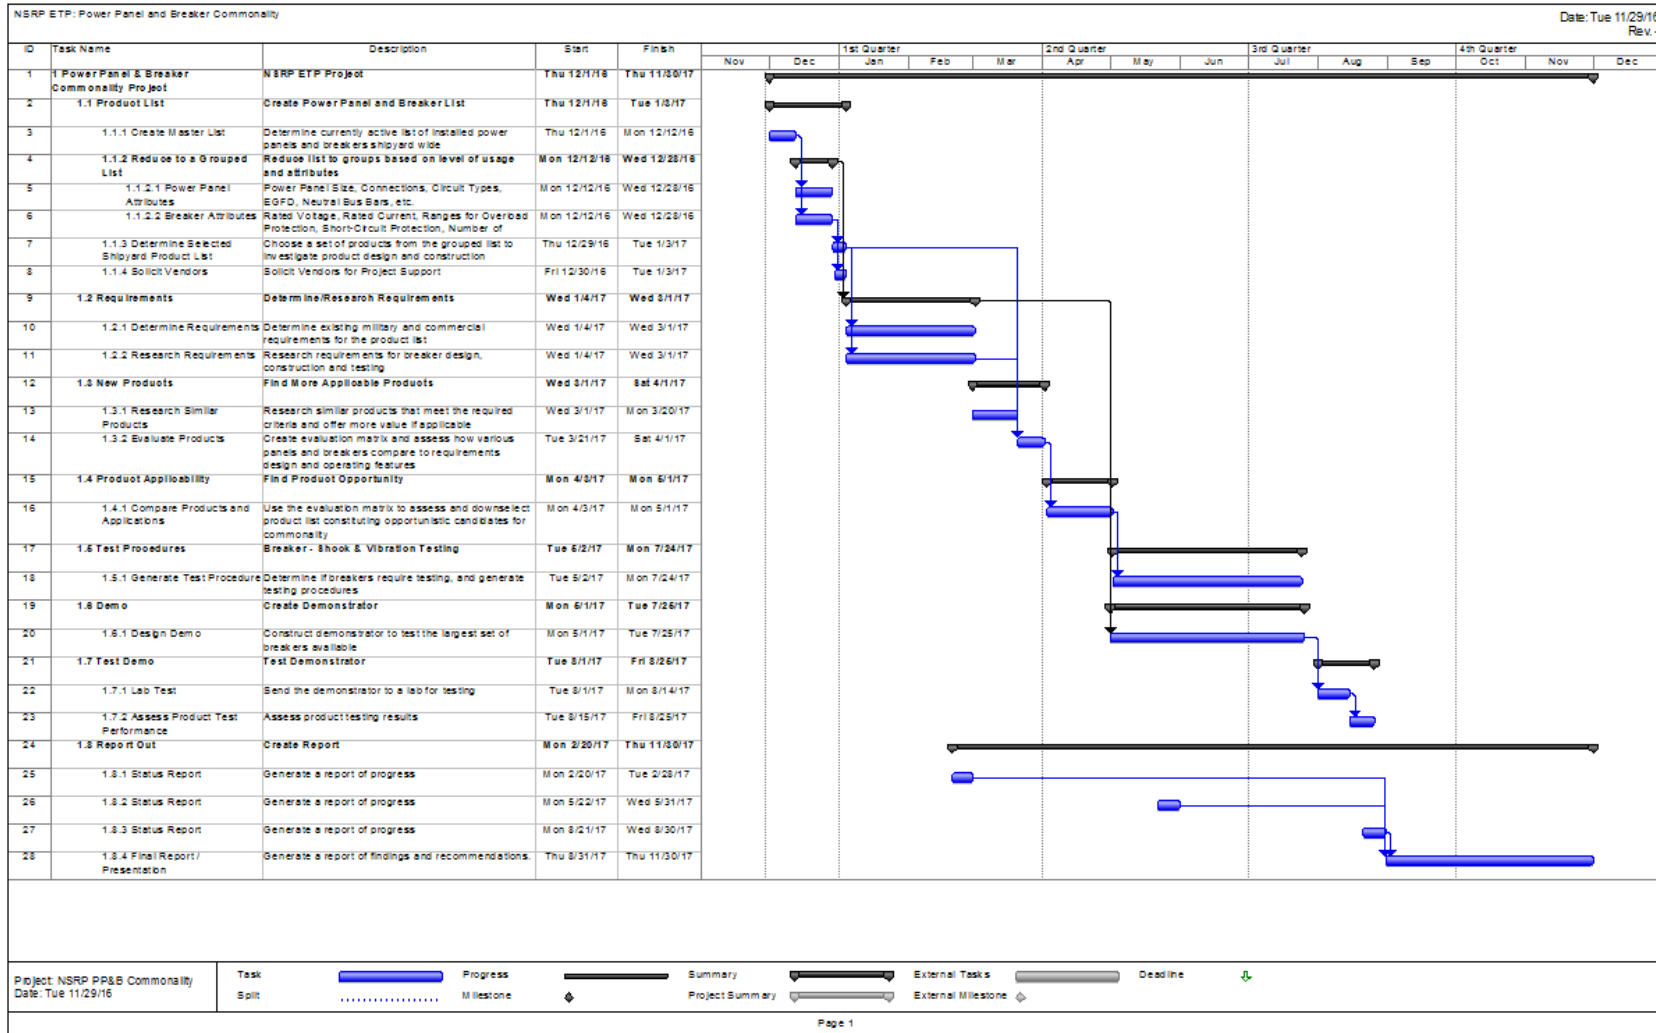 NSRP ETP: Power Panel and Breaker Commonality
Date: Tue 11/29/16
Rev. -
ID Task Name Description Start Finish
1st Quarter 2nd Quarter 3rd Quarter 4th Quarter
Nov Dec Jan Feb Mar Apr May Jun Jul Aug Sep Oct Nov Dec
1 1 Power Panel & Breaker NSRP ETP Project Thu 12/1/16 Thu 11/30/17
Commonality Project
2 1.1 Product List Create Power Panel and Breaker List Thu 12/1/16 Tue 1/3/17
3 1.1.1 Create Master List Determine currently active list of installed power Thu 12/1/16 Mon 12/12/16
panels and breakers shipyard wide
4 1.1.2 Reduce to a Grouped Reduce list to groups based on level of usage Mon 12/12/16 Wed 12/28/16
List and attributes
5 1.1.2.1 Power Panel Power Panel Size, Connections, Circuit Types, Mon 12/12/16 Wed 12/28/16
Attributes EGFD, Neutral Bus Bars, etc.
6 1.1.2.2 Breaker Attributes Rated Votage, Rated Current, Ranges for Overload Mon 12/12/16 Wed 12/28/16
Protection, Short-Circuit Protection, Number of
7 1.1.3 Determine Selected Choose a set of products from the grouped list to Thu 12/29/16 Tue 1/3/17
Shipyard Product List investigate product design and construction
8 1.1.4 Solicit Vendors Solicit Vendors for Project Support Fri 12/30/16 Tue 1/3/17
9 1.2 Requirements Determine/Research Requirements Wed 1/4/17 Wed 3/1/17
10 1.2.1 Determine Requirements Determine existing military and commercial Wed 1/4/17 Wed 3/1/17
requirements for the product list
11 1.2.2 Research Requirements Research requirements for breaker design, Wed 1/4/17 Wed 3/1/17
construction and testing
12 1.3 New Products Find More Applicable Products Wed 3/1/17 Sat 4/1/17
13 1.3.1 Research Similar Research similar products that meet the required Wed 3/1/17 Mon 3/20/17
Products criteria and offer more value if applicable
14 1.3.2 Evaluate Products Create evaluation matrix and assess how various Tue 3/21/17 Sat 4/1/17
panels and breakers compare to requirements
design and operating features
15 1.4 Product Applicability Find Product Opportunity Mon 4/3/17 Mon 5/1/17
16 1.4.1 Compare Products and Use the evaluation matrix to assess and downselect Mon 4/3/17 Mon 5/1/17
Applications product list constituting opportunistic candidates for
commonality
17 1.5 Test Procedures Breaker - Shock & Vibration Testing Tue 5/2/17 Mon 7/24/17
18 1.5.1 Generate Test Procedure Determine if breakers require testing, and generate Tue 5/2/17 Mon 7/24/17
testing procedures
19 1.6 Demo Create Demonstrator Mon 5/1/17 Tue 7/25/17
20 1.6.1 Design Demo Construct demonstrator to test the largest set of Mon 5/1/17 Tue 7/25/17
breakers available
21 1.7 Test Demo Test Demonstrator Tue 8/1/17 Fri 8/25/17
22 1.7.1 Lab Test Send the demonstrator to a lab for testing Tue 8/1/17 Mon 8/14/17
23 1.7.2 Assess Product Test Assess product testing results Tue 8/15/17 Fri 8/25/17
Performance
24 1.8 Report Out Create Report Mon 2/20/17 Thu 11/30/17
25 1.8.1 Status Report Generate a report of progress Mon 2/20/17 Tue 2/28/17
26 1.8.2 Status Report Generate a report of progress Mon 5/22/17 Wed 5/31/17
27 1.8.3 Status Report Generate a report of progress Mon 8/21/17 Wed 8/30/17
28 1.8.4 Final Report / Generate a report of findings and recommendations. Thu 8/31/17 Thu 11/30/17
Presentation
Project: NSRP PP&B Commonality
Date: Tue 11/29/16
Task Progress Summary External Tasks Deadline
Split Milestone Project Summary External Milestone
Page 1